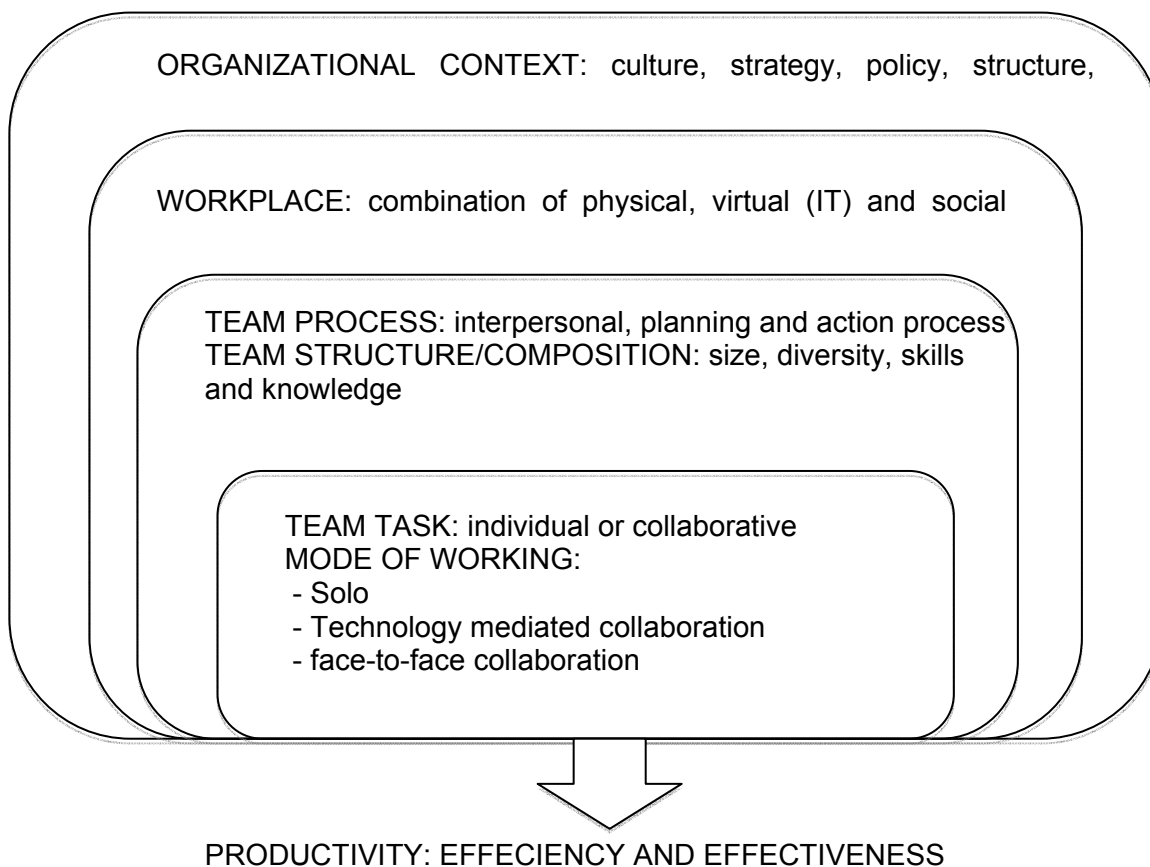 ORGANIZATIONAL CONTEXT: culture, strategy, policy, structure,
WORKPLACE: combination of physical, virtual (IT) and social
TEAM PROCESS: interpersonal, planning and action process
TEAM STRUCTURE/COMPOSITION: size, diversity, skills
and knowledge
TEAM TASK: individual or collaborative
MODE OF WORKING:
- Solo
- Technology mediated collaboration
- face-to-face collaboration
PRODUCTIVITY: EFFECIENCY AND EFFECTIVENESS